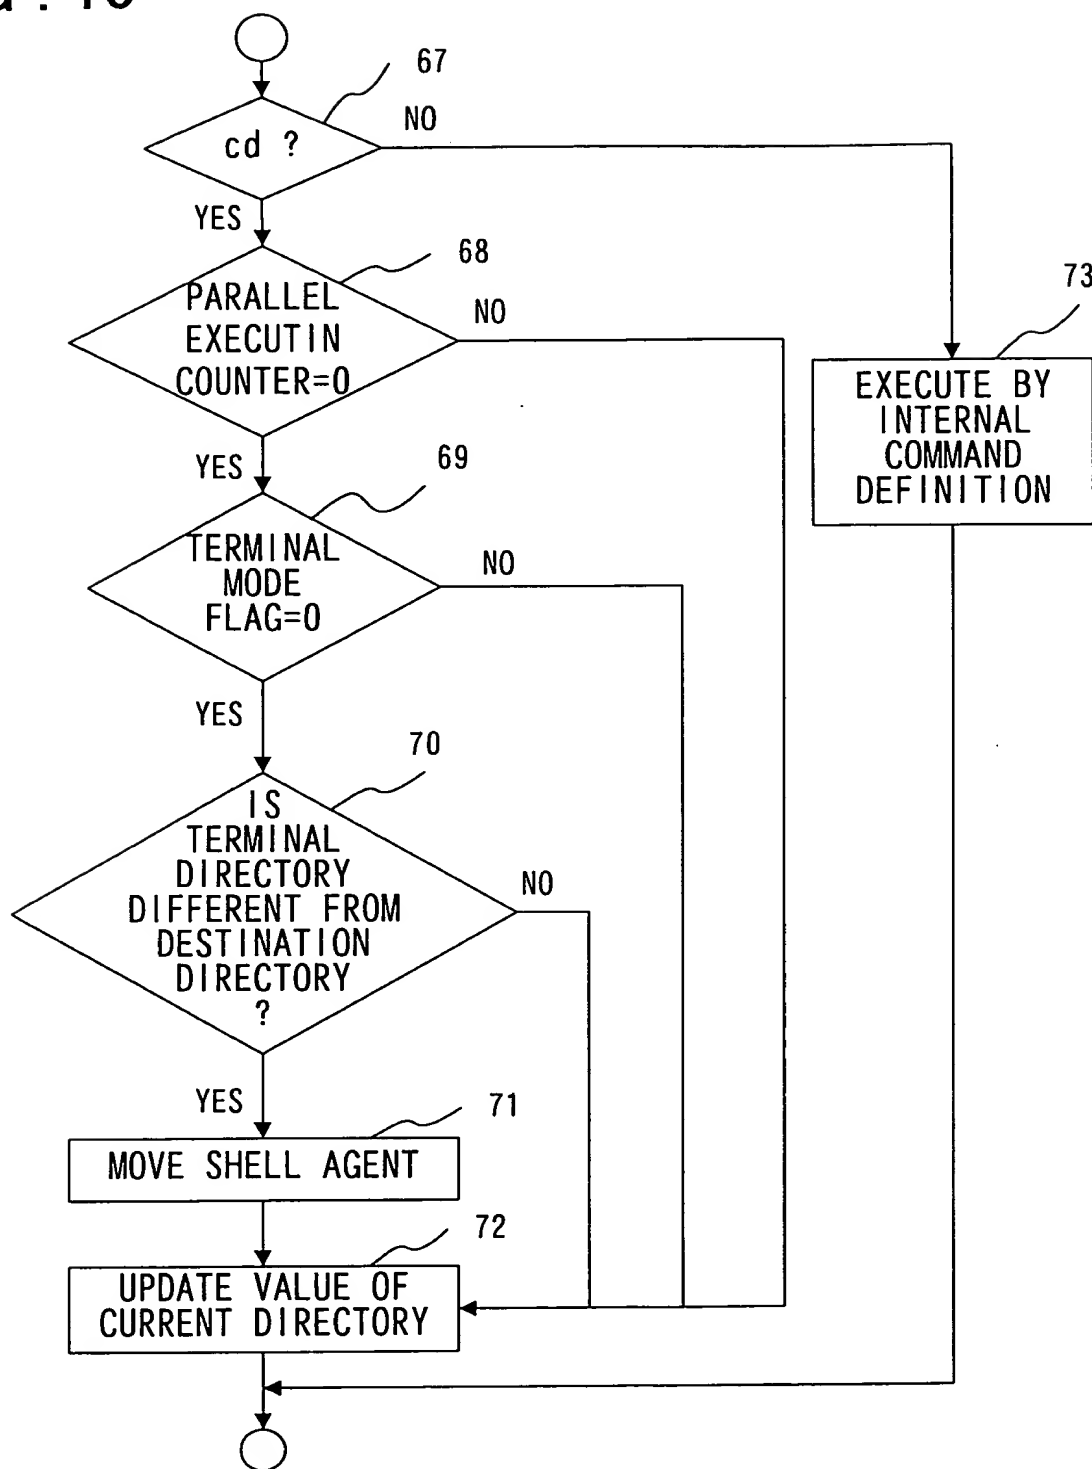 67
cd ?
NO
YES
68
PARALLEL
EXECUTIN
COUNTER=0
NO
73
EXECUTE BY
INTERNAL
COMMAND
DEFINITION
YES
69
TERMINAL
MODE
FLAG=0
NO
YES
70
IS
TERMINAL
DIRECTORY
DIFFERENT FROM
DESTINATION
DIRECTORY
?
NO
YES
71
MOVE SHELL AGENT
72
UPDATE VALUE OF
CURRENT DIRECTORY